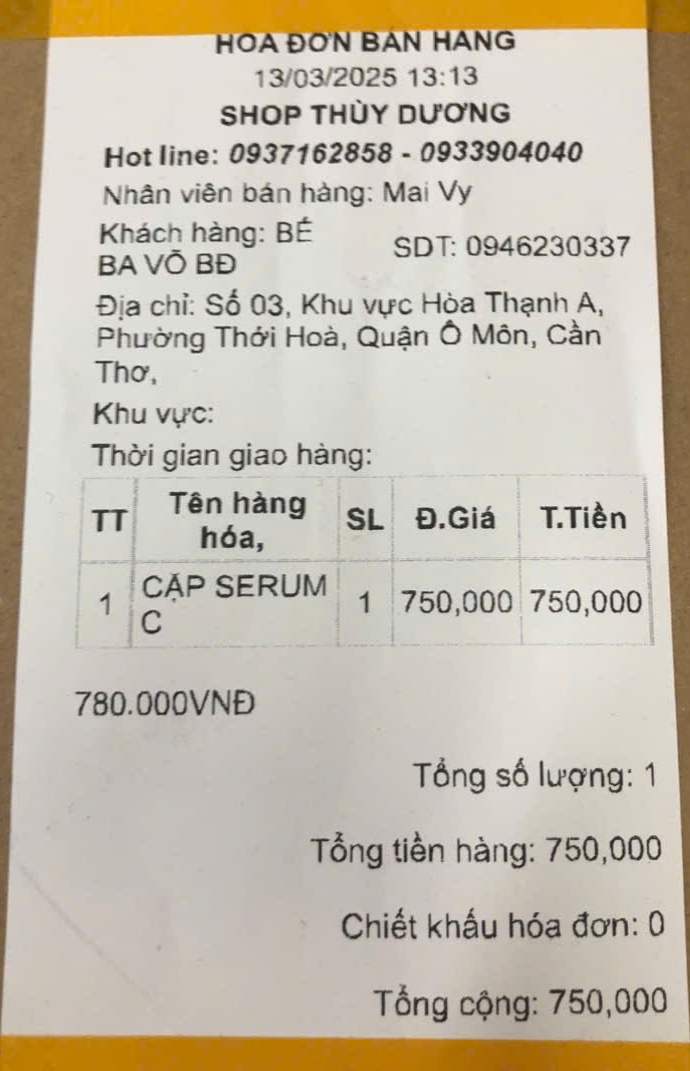 HÓA ĐƠN BÁN HÀNG
13/03/2025 13:13
SHOP THÙY DƯƠNG
Hot line: 0937162858 - 0933904040
Nhân viên bán hàng: Mai Vy
Khách hàng: BÉ BA VÕ BĐ
SDT: 0946230337
Địa chỉ: Số 03, Khu vực Hòa Thạnh A,
Phường Thới Hoà, Quận Ô Môn, Cần
Thơ,
Khu vực:
Thời gian giao hàng:
TT Tên hàng hóa, SL Đ.Giá T.Tiền
1 CẶP SERUM C 1 750,000 750,000
780.000VNĐ
Tổng số lượng: 1
Tổng tiền hàng: 750,000
Chiết khấu hóa đơn: 0
Tổng cộng: 750,000